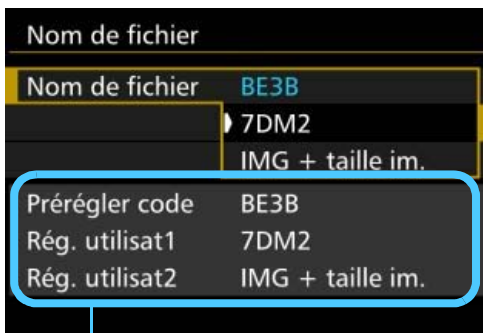 Nom de fichier
Nom de fichier BE3B
7DM2
IMG + taille im.
Prérégler code BE3B
Rég. utilisat1 7DM2
Rég. utilisat2 IMG + taille im.